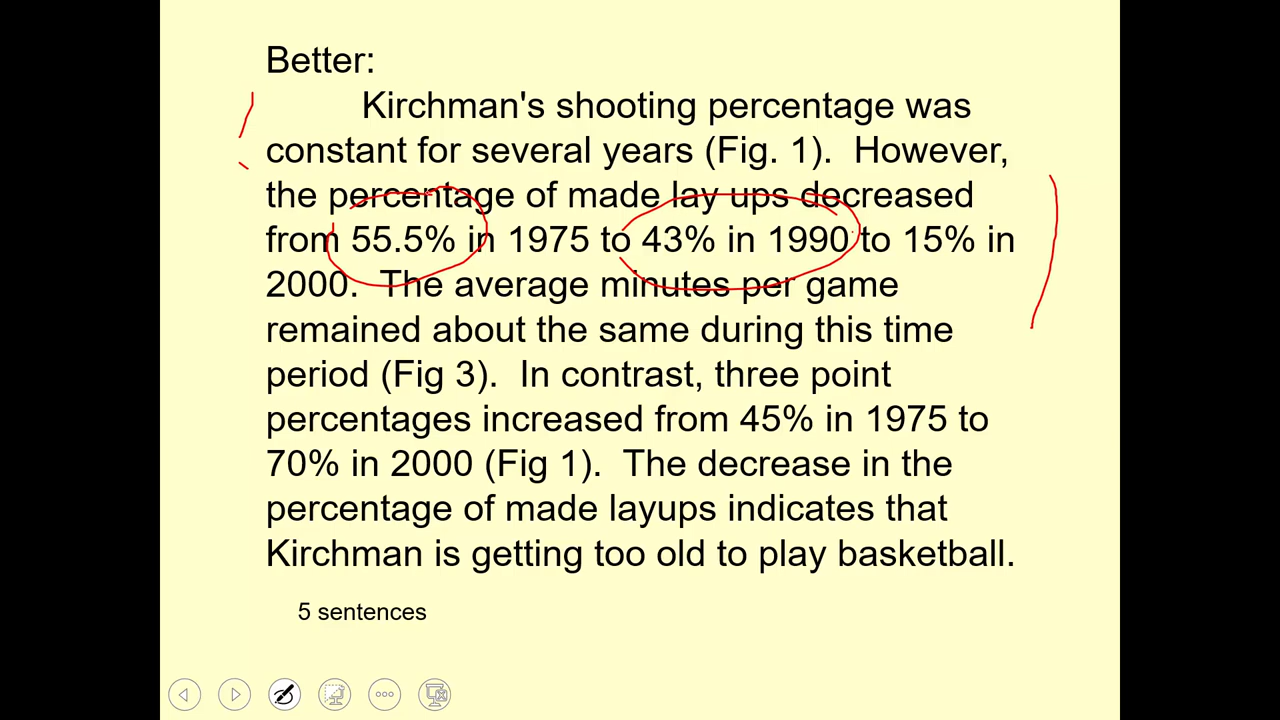 Better:
Kirchman's shooting percentage was
constant for several years (Fig. 1).  However,
the percentage of made lay ups decreased
from 55.5% in 1975 to 43% in 1990 to 15% in
2000.  The average minutes per game
remained about the same during this time
period (Fig 3).  In contrast, three point
percentages increased from 45% in 1975 to
70% in 2000 (Fig 1).  The decrease in the
percentage of made layups indicates that
Kirchman is getting too old to play basketball.
5 sentences